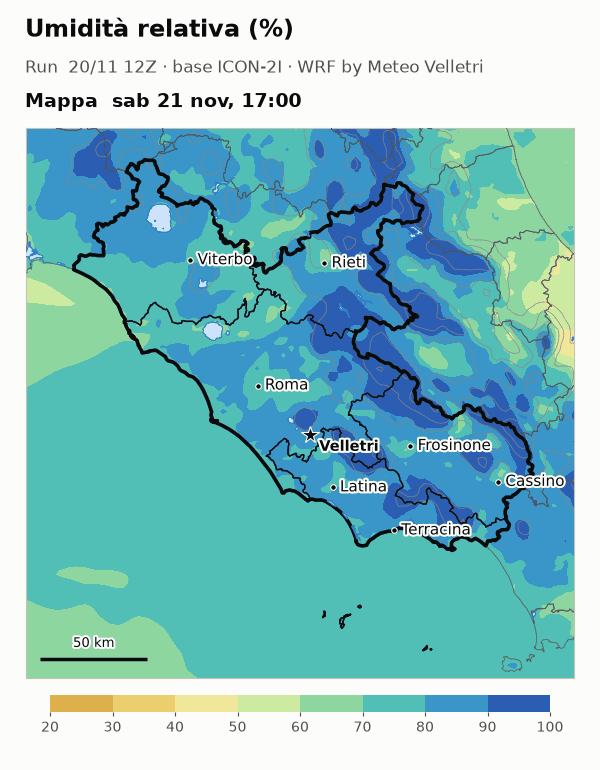 Umidità relativa (%)
Run 20/11 12Z · base ICON-2I · WRF by Meteo Velletri
Mappa sab 21 nov, 17:00
Viterbo
Rieti
Roma
Velletri
Frosinone
Latina
Cassino
Terracina
50 km
20 30 40 50 60 70 80 90 100